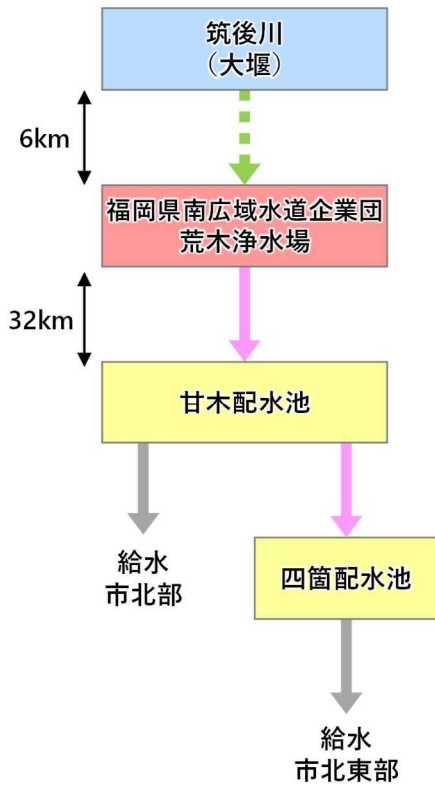 筑後川
（大堰）
6km
福岡県南広域水道企業団
荒木浄水場
32km
甘木配水池
給水
市北部
四箇配水池
給水
市北東部